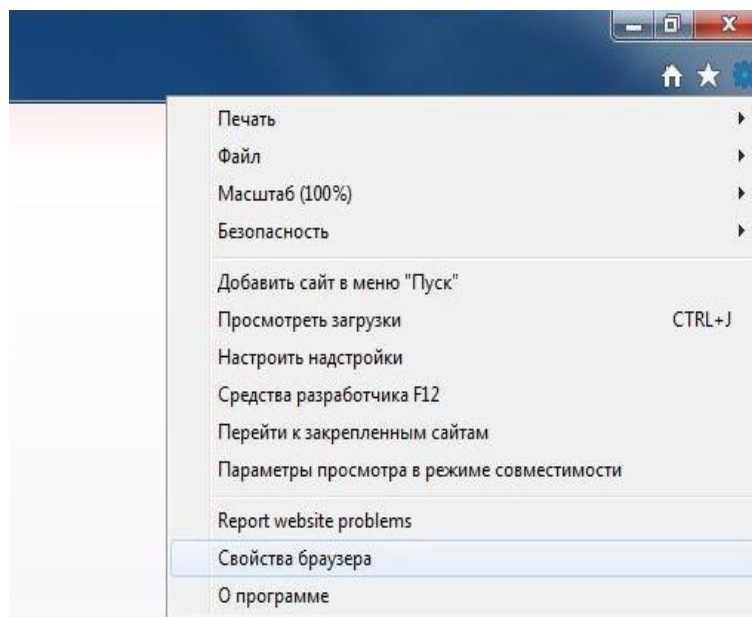 Печать
Файл
Масштаб (100%)
Безопасность
Добавить сайт в меню "Пуск"
Просмотреть загрузки CTRL+J
Настроить надстройки
Средства разработчика F12
Перейти к закрепленным сайтам
Параметры просмотра в режиме совместимости
Report website problems
Свойства браузера
О программе